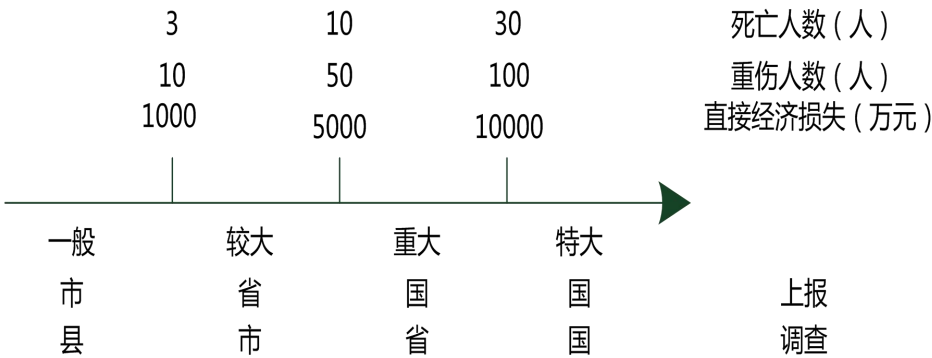 3 10 30 死亡人数（人）
10 50 100 重伤人数（人）
1000 5000 10000 直接经济损失（万元）
一般 较大 重大 特大
市 省 国 国 上报
县 市 省 国 调查